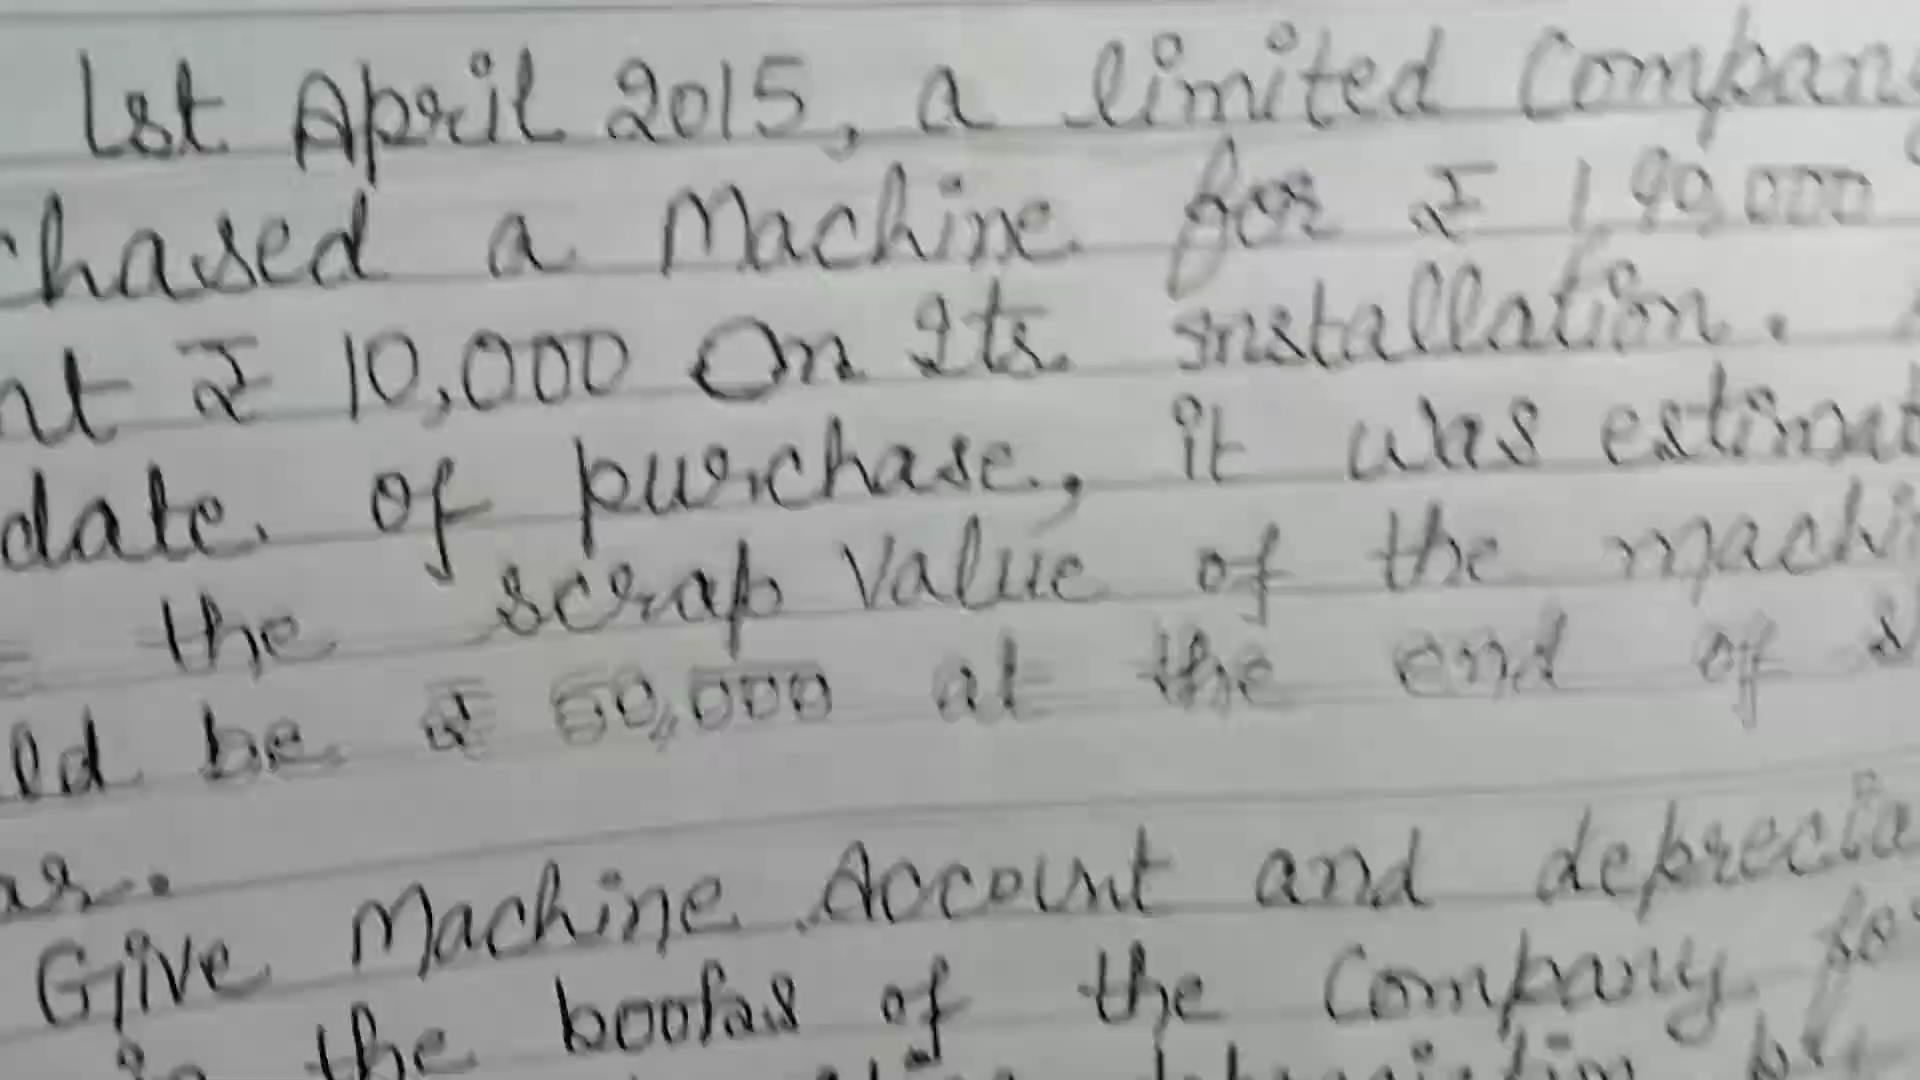 1st April 2015, a limited Compan
chased a Machine for ₹ 1,90,000
nt ₹ 10,000 On Its installation.
date of purchase, it was estimat
the scrap Value of the machi
ld be ₹ 50,000 at the end of
ar.
Give Machine Account and deprecia
the books of the Company fo